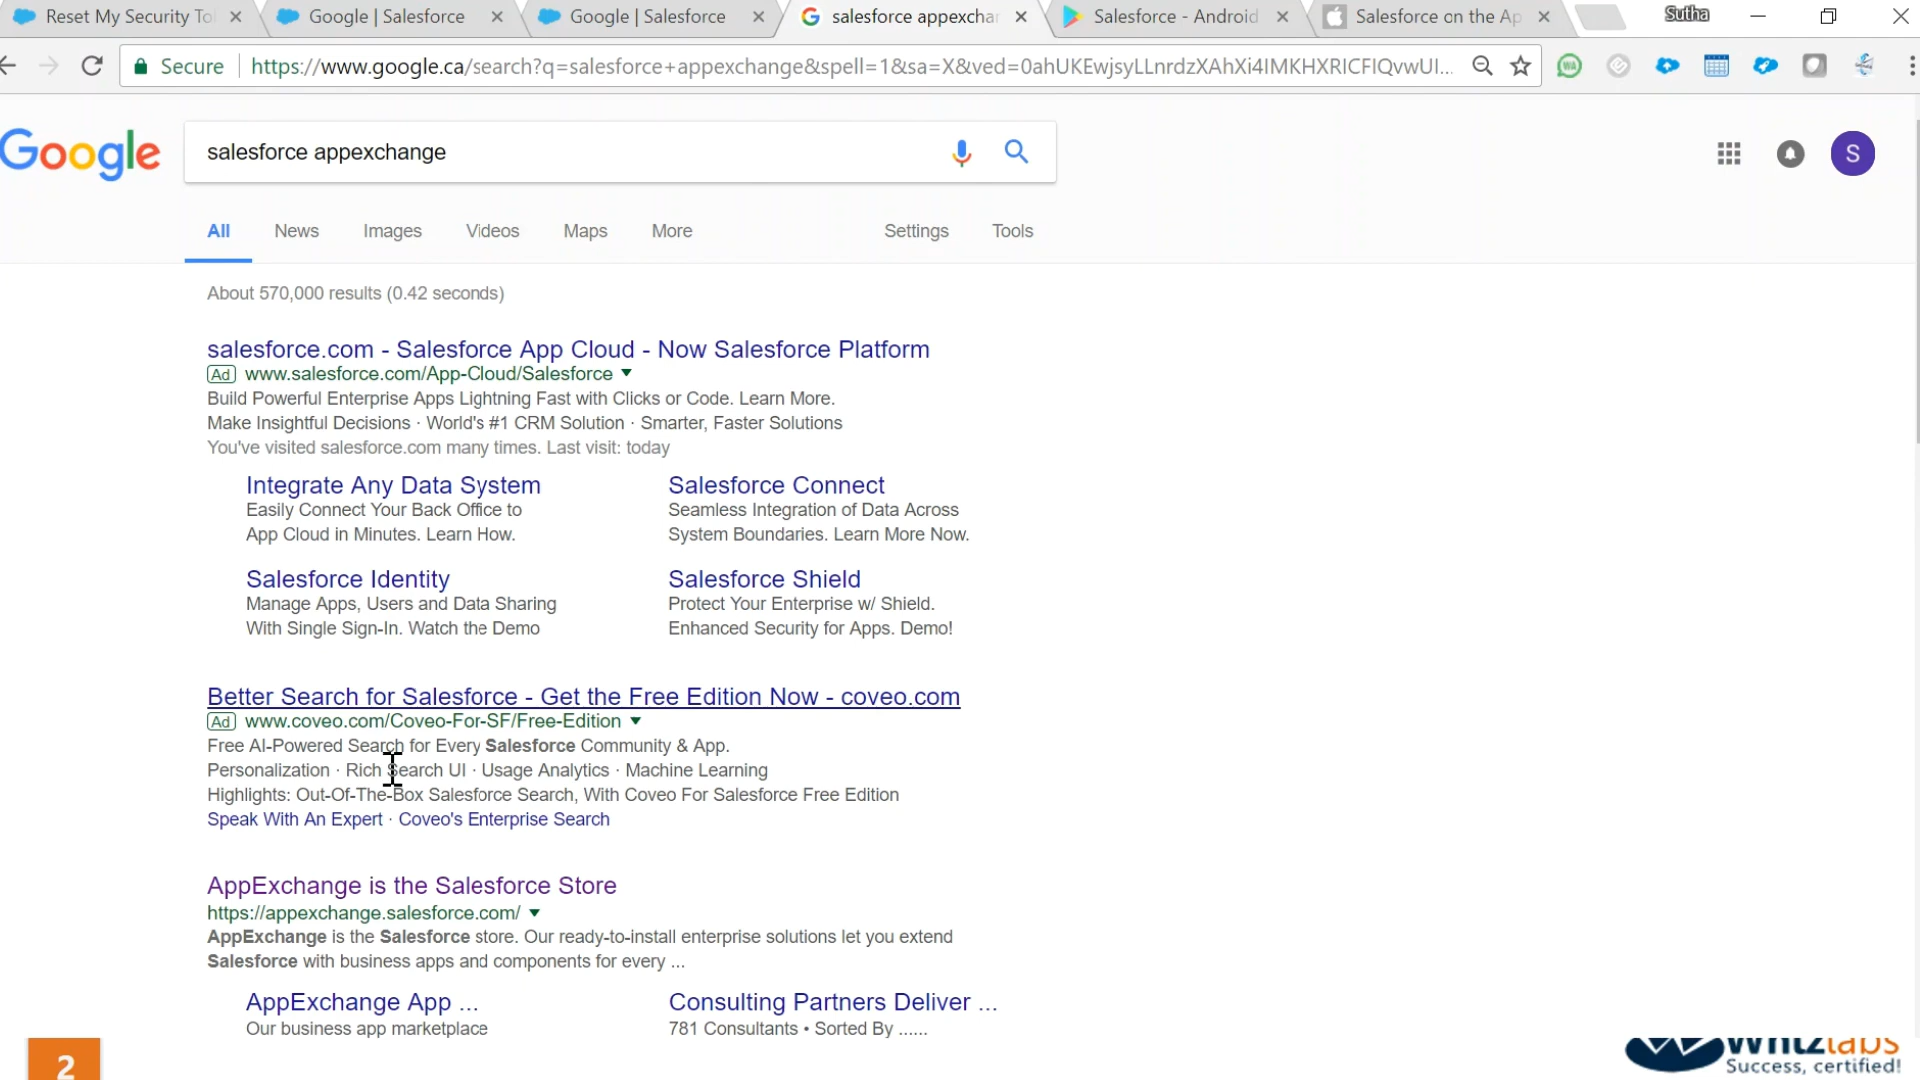 Reset My Security To
Google | Salesforce
Google | Salesforce
salesforce appexchan
Salesforce - Android
Salesforce on the Ap
Sutha
Secure
https://www.google.ca/search?q=salesforce+appexchange&spell=1&sa=X&ved=0ahUKEwjsyLLnrdzXAhXi4IMKHXRICFIQvwUI...
Google
salesforce appexchange
S
All News Images Videos Maps More Settings Tools
About 570,000 results (0.42 seconds)
salesforce.com - Salesforce App Cloud - Now Salesforce Platform
Ad www.salesforce.com/App-Cloud/Salesforce
Build Powerful Enterprise Apps Lightning Fast with Clicks or Code. Learn More.
Make Insightful Decisions · World's #1 CRM Solution · Smarter, Faster Solutions
You've visited salesforce.com many times. Last visit: today
Integrate Any Data System
Easily Connect Your Back Office to
App Cloud in Minutes. Learn How.
Salesforce Connect
Seamless Integration of Data Across
System Boundaries. Learn More Now.
Salesforce Identity
Manage Apps, Users and Data Sharing
With Single Sign-In. Watch the Demo
Salesforce Shield
Protect Your Enterprise w/ Shield.
Enhanced Security for Apps. Demo!
Better Search for Salesforce - Get the Free Edition Now - coveo.com
Ad www.coveo.com/Coveo-For-SF/Free-Edition
Free AI-Powered Search for Every Salesforce Community & App.
Personalization · Rich Search UI · Usage Analytics · Machine Learning
Highlights: Out-Of-The-Box Salesforce Search, With Coveo For Salesforce Free Edition
Speak With An Expert · Coveo's Enterprise Search
AppExchange is the Salesforce Store
https://appexchange.salesforce.com/
AppExchange is the Salesforce store. Our ready-to-install enterprise solutions let you extend
Salesforce with business apps and components for every ...
AppExchange App ...
Our business app marketplace
Consulting Partners Deliver ...
781 Consultants • Sorted By ......
2
Whizlabs
Success, certified!